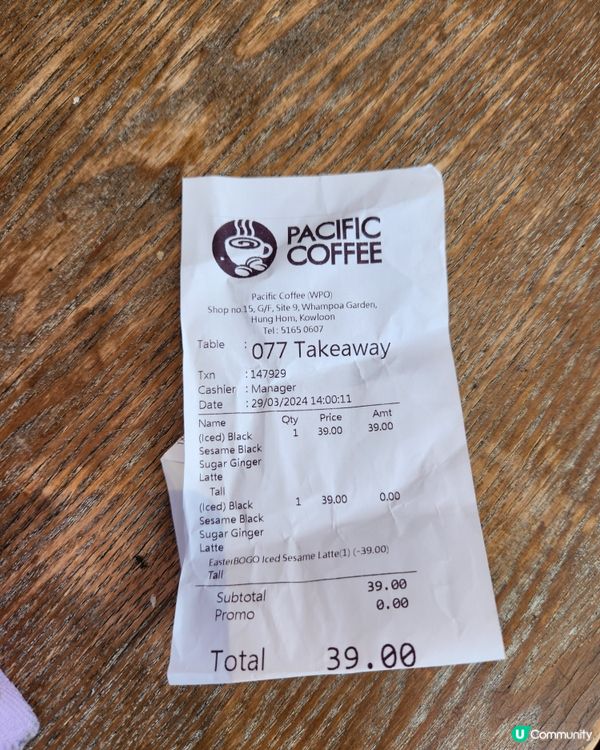 PACIFIC
COFFEE
Pacific Coffee (WPO)
Shop no.15, G/F, Site 9, Whampoa Garden,
Hung Hom, Kowloon
Tel: 5165 0607
Table : 077 Takeaway
Txn : 147929
Cashier : Manager
Date : 29/03/2024 14:00:11
Name Qty Price Amt
(Iced) Black 1 39.00 39.00
Sesame Black
Sugar Ginger
Latte
Tall
(Iced) Black 1 39.00 0.00
Sesame Black
Sugar Ginger
Latte
EasterBOGO Iced Sesame Latte(1) (-39.00)
Tall
Subtotal 39.00
Promo 0.00
Total 39.00
U Community